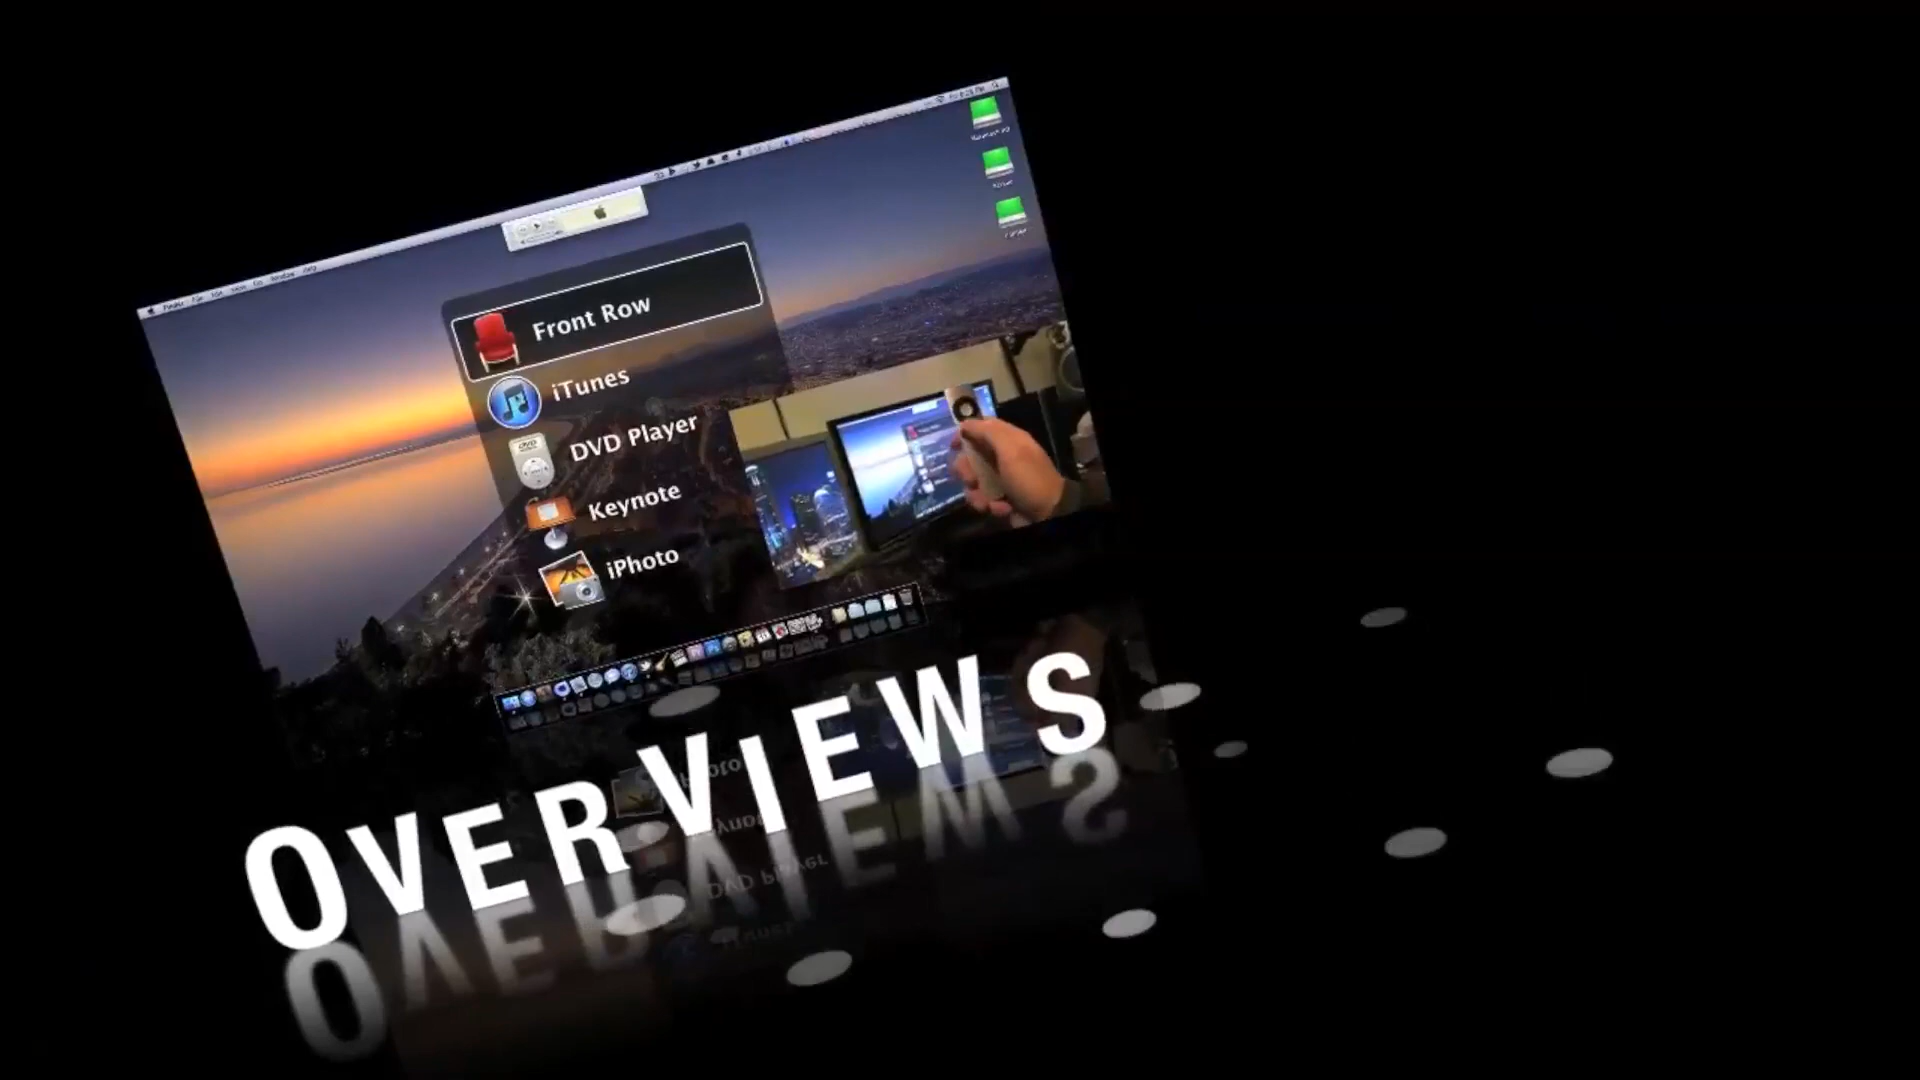 Front Row
iTunes
DVD Player
Keynote
iPhoto
OVERVIEWS